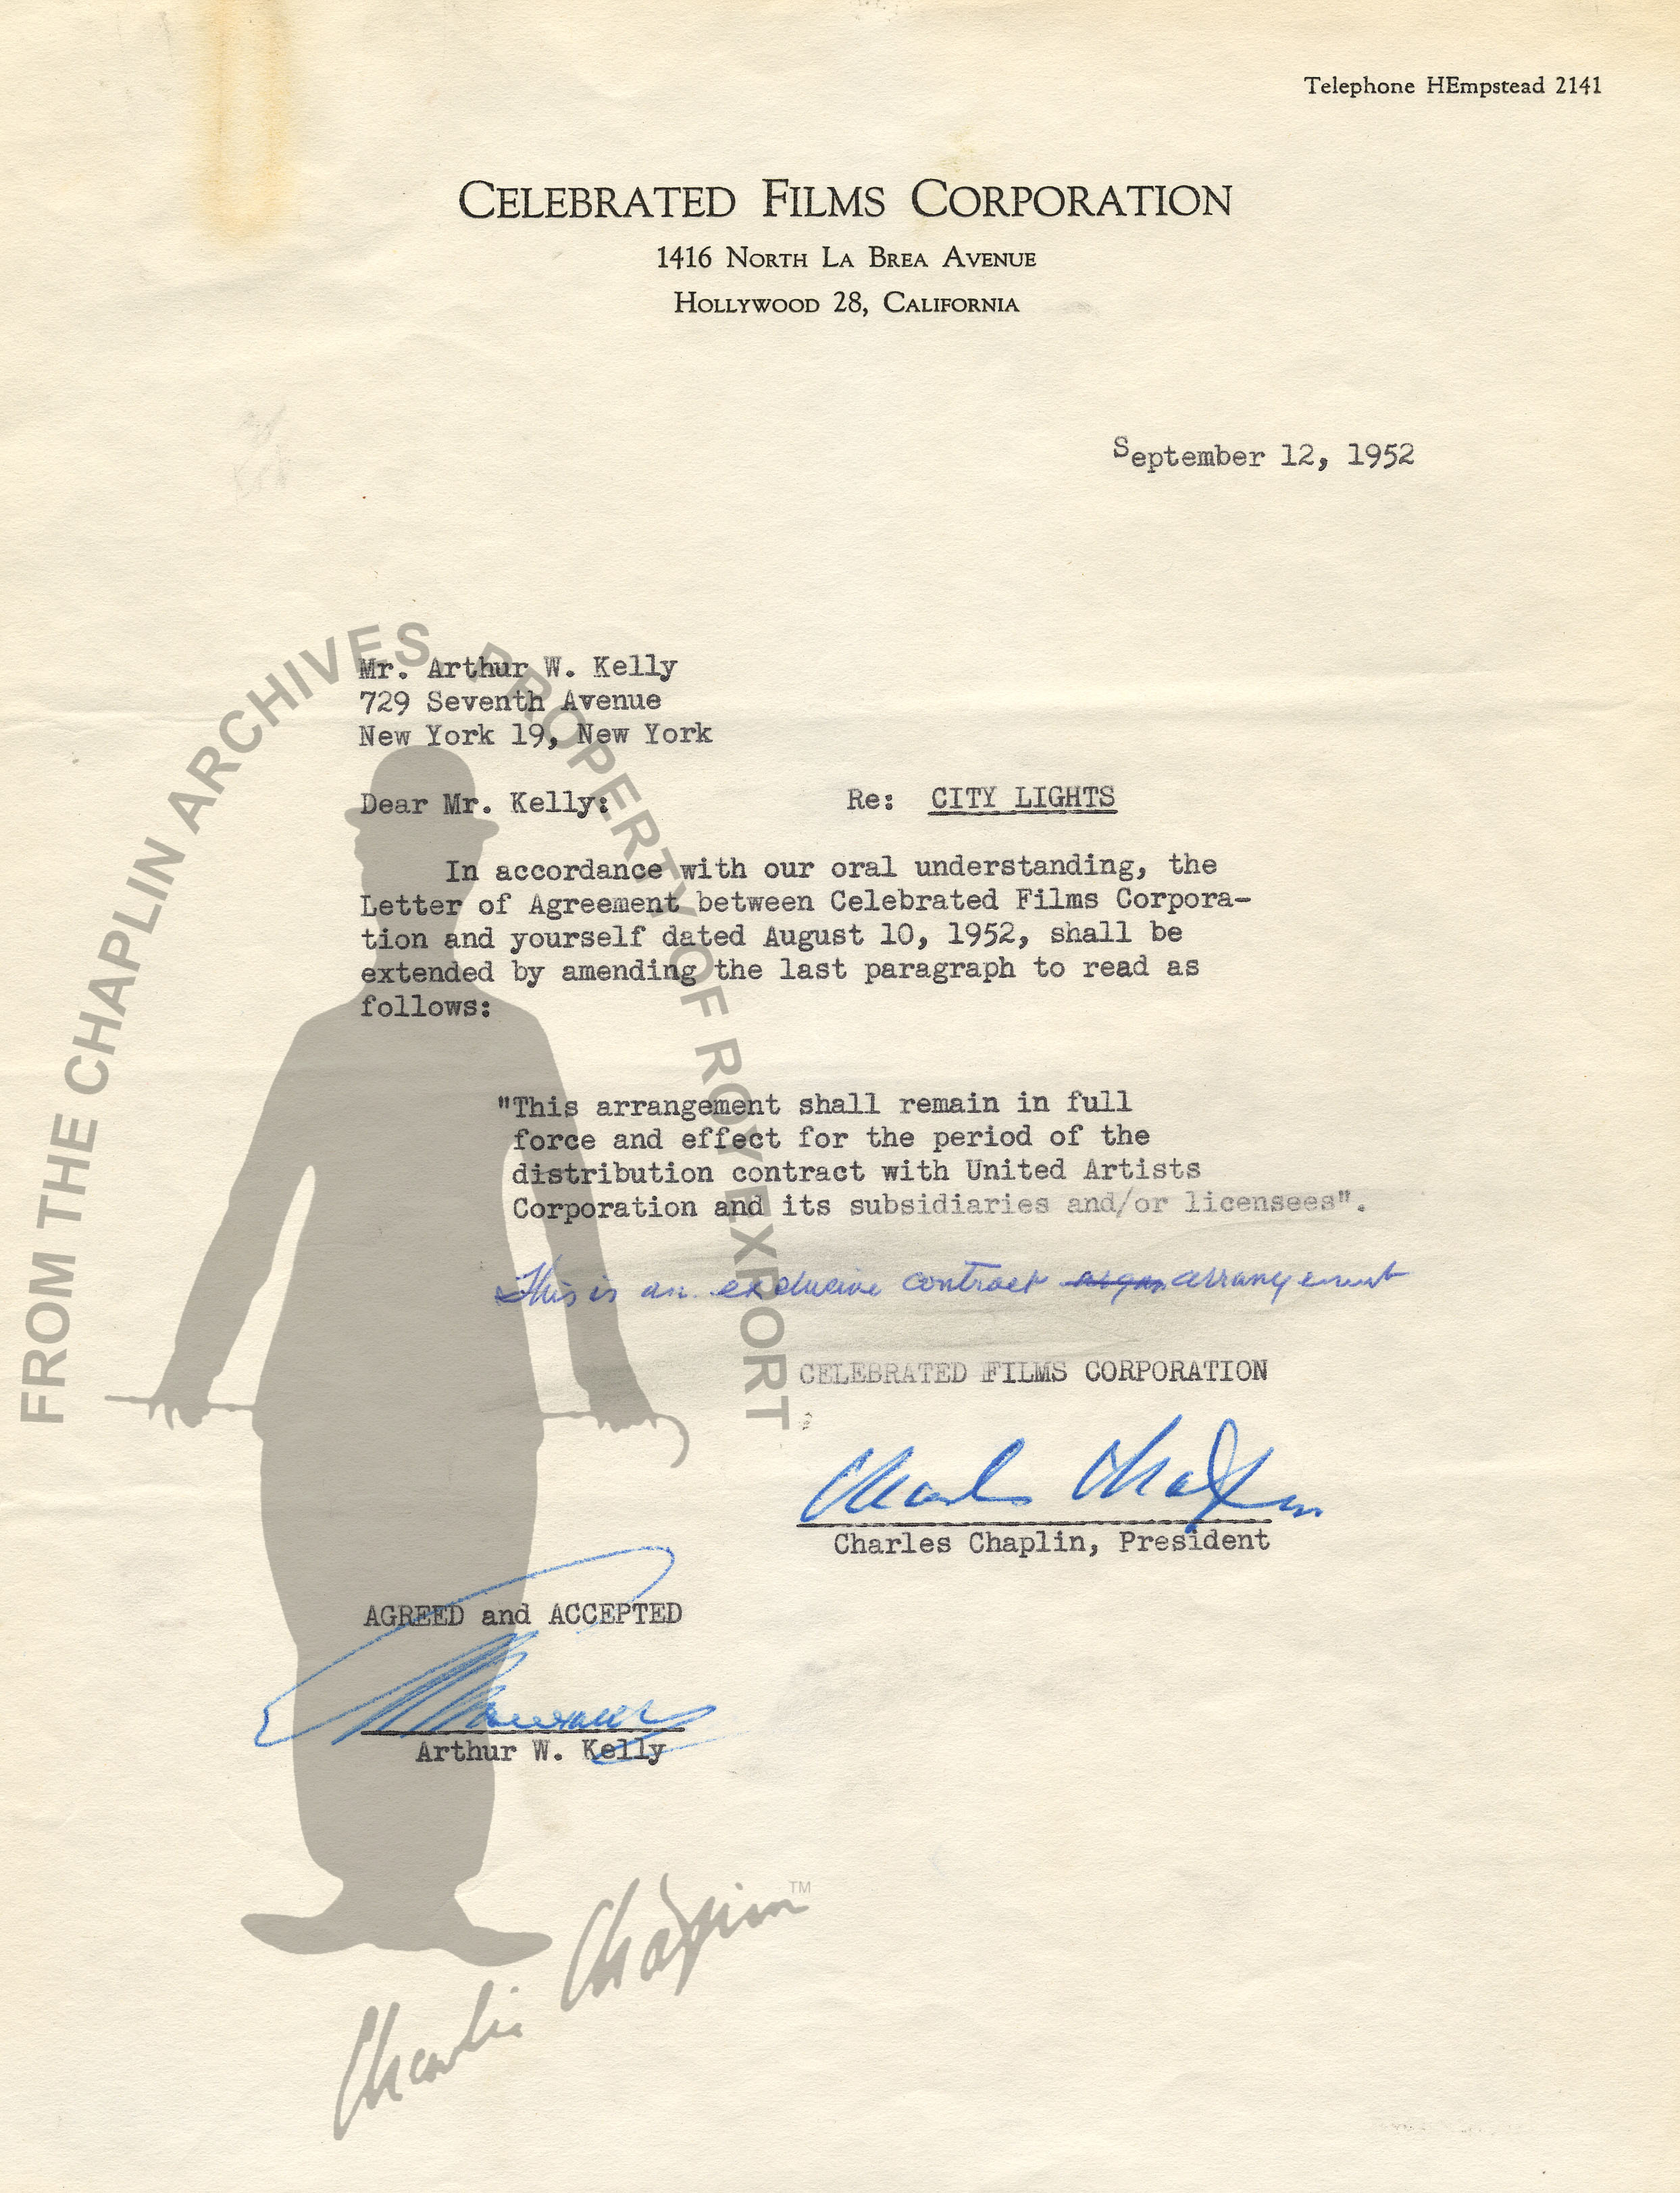 Telephone HEmpstead 2141
CELEBRATED FILMS CORPORATION
1416 NORTH LA BREA AVENUE
HOLLYWOOD 28, CALIFORNIA
September 12, 1952
Mr. Arthur W. Kelly
729 Seventh Avenue
New York 19, New York
Dear Mr. Kelly: Re: CITY LIGHTS
In accordance with our oral understanding, the
Letter of Agreement between Celebrated Films Corpora-
tion and yourself dated August 10, 1952, shall be
extended by amending the last paragraph to read as
follows:
"This arrangement shall remain in full
force and effect for the period of the
distribution contract with United Artists
Corporation and its subsidiaries and/or licensees".
This is an exclusive contract arrangement
CELEBRATED FILMS CORPORATION
Charles Chaplin
Charles Chaplin, President
AGREED and ACCEPTED
Arthur W. Kelly
FROM THE CHAPLIN ARCHIVES PROPERTY OF ROY EXPORT
Charlie Chaplin™